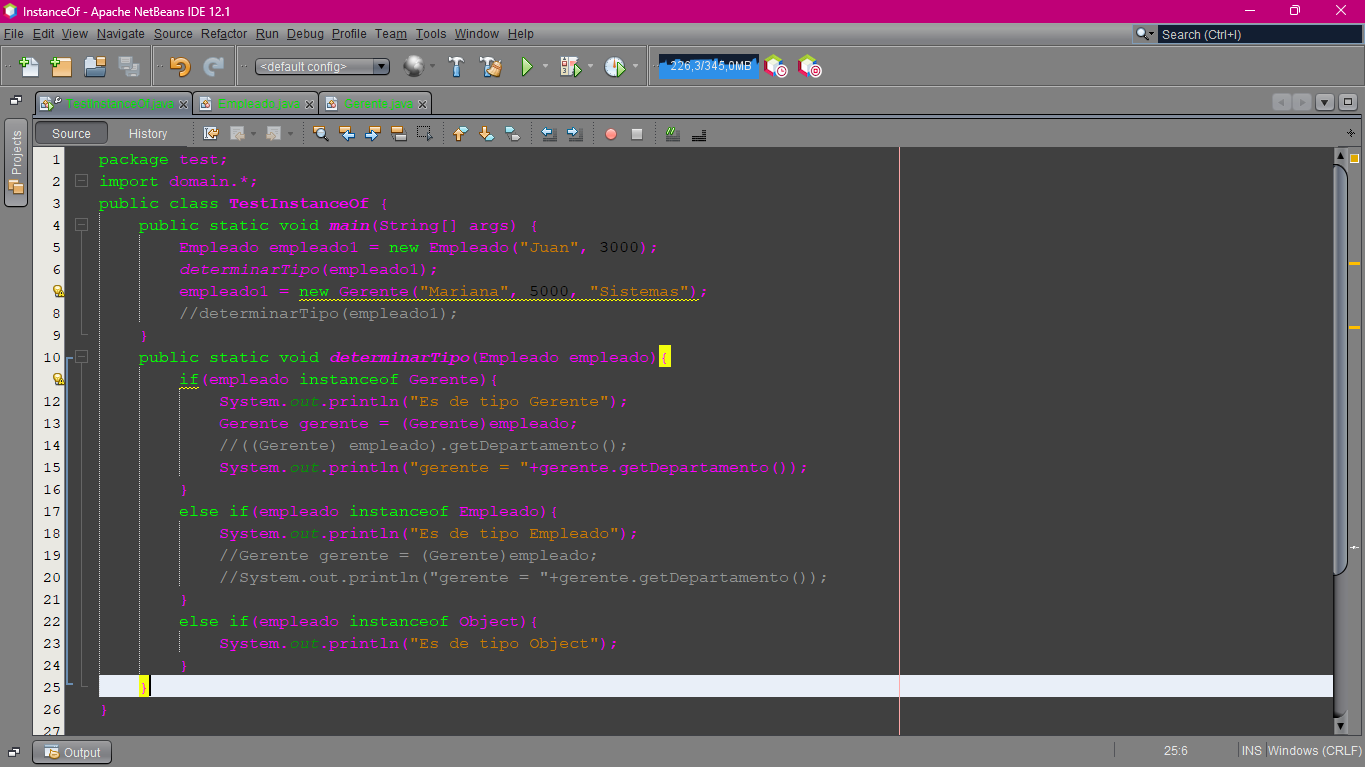 InstanceOf - Apache NetBeans IDE 12.1
File Edit View Navigate Source Refactor Run Debug Profile Team Tools Window Help
Search (Ctrl+I)
<default config>
226,3/345,0MB
TestInstanceOf.java Empleado.java Gerente.java
Projects
Source History
1 package test;
2 import domain.*;
3 public class TestInstanceOf {
4 public static void main(String[] args) {
5 Empleado empleado1 = new Empleado("Juan", 3000);
6 determinarTipo(empleado1);
empleado1 = new Gerente("Mariana", 5000, "Sistemas");
8 //determinarTipo(empleado1);
9 }
10 public static void determinarTipo(Empleado empleado){
if(empleado instanceof Gerente){
12 System.out.println("Es de tipo Gerente");
13 Gerente gerente = (Gerente)empleado;
14 //((Gerente) empleado).getDepartamento();
15 System.out.println("gerente = "+gerente.getDepartamento());
16 }
17 else if(empleado instanceof Empleado){
18 System.out.println("Es de tipo Empleado");
19 //Gerente gerente = (Gerente)empleado;
20 //System.out.println("gerente = "+gerente.getDepartamento());
21 }
22 else if(empleado instanceof Object){
23 System.out.println("Es de tipo Object");
24 }
25 }
26 }
27
Output
25:6 INS Windows (CRLF)